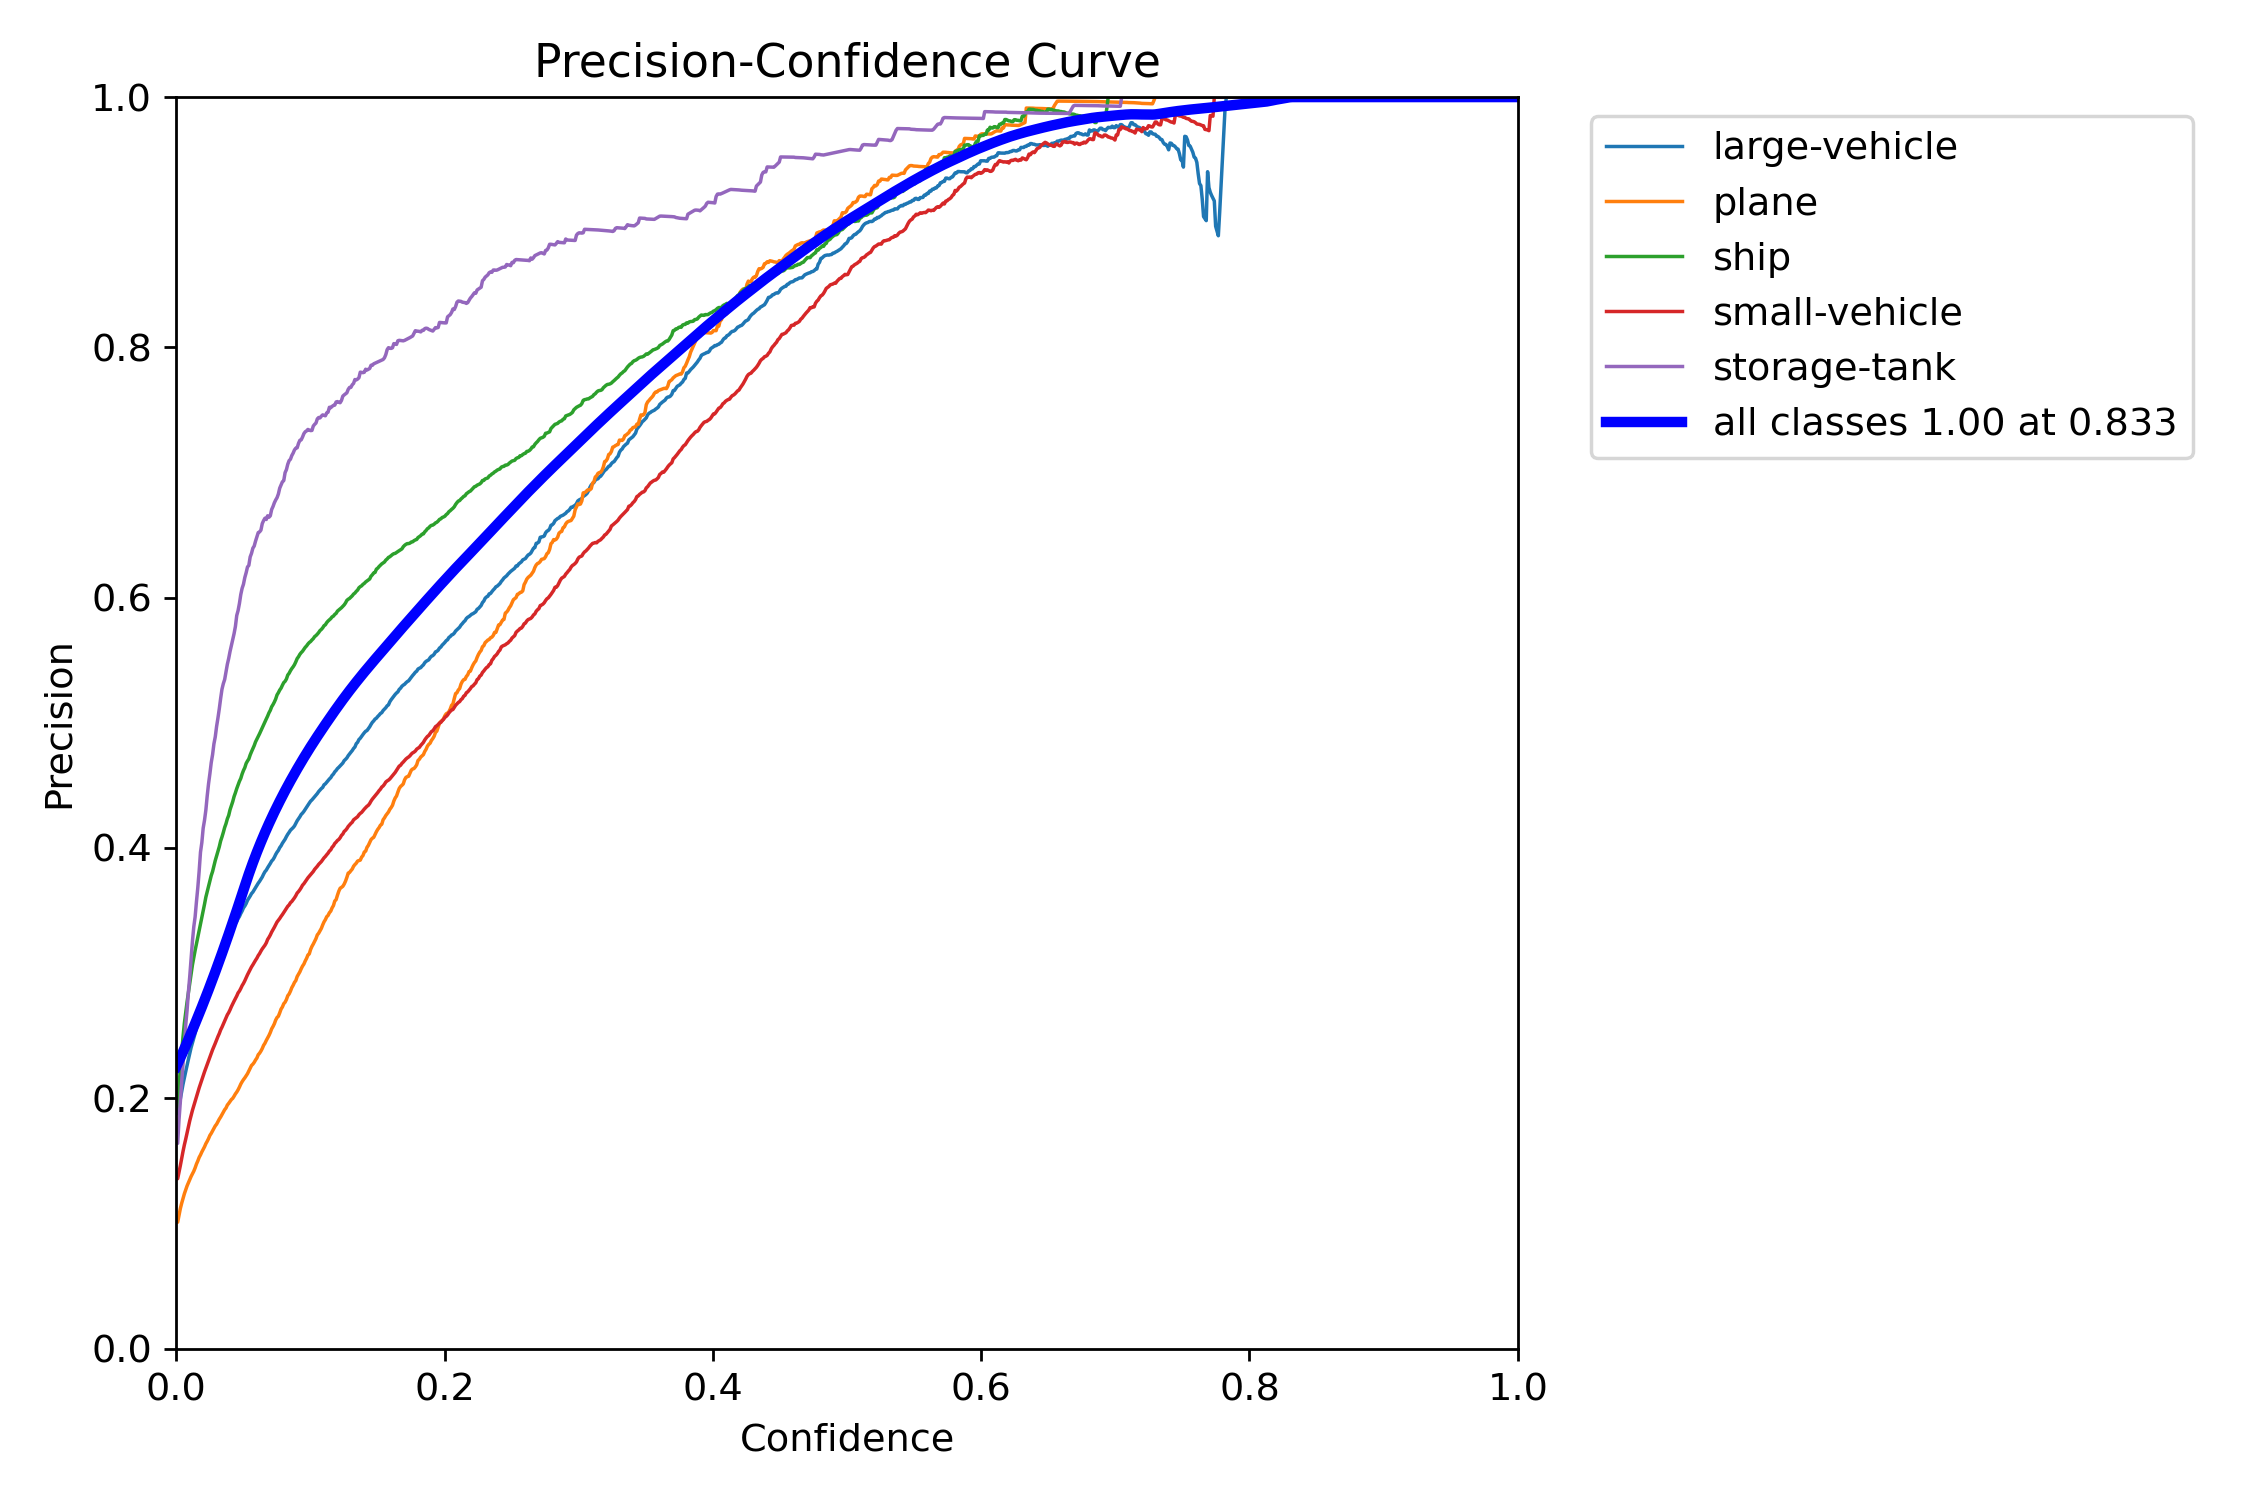 Precision-Confidence Curve
1.0
0.8
0.6
0.4
0.2
0.0
Precision
0.0 0.2 0.4 0.6 0.8 1.0
Confidence
large-vehicle
plane
ship
small-vehicle
storage-tank
all classes 1.00 at 0.833